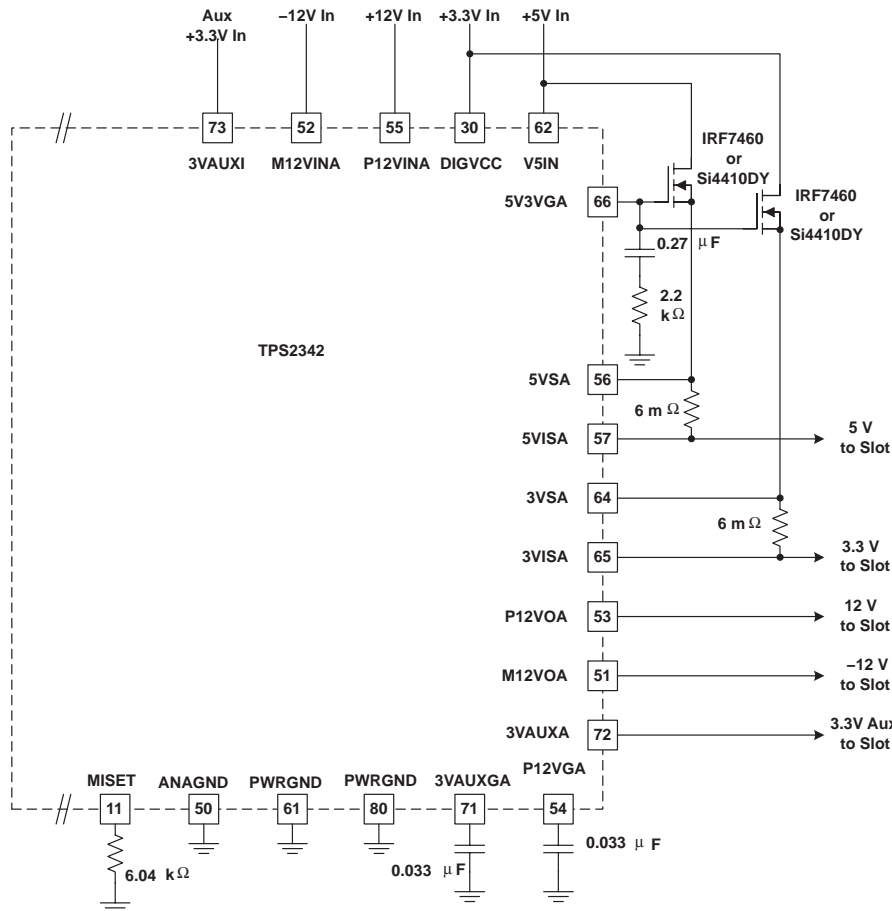 Aux
+3.3V In
–12V In
+12V In
+3.3V In
+5V In
73
52
55
30
62
3VAUXI
M12VINA
P12VINA
DIGVCC
V5IN
IRF7460
or
Si4410DY
IRF7460
or
Si4410DY
5V3VGA
66
0.27 μF
2.2
kΩ
TPS2342
5VSA
56
6 mΩ
5VISA
57
5 V
to Slot
3VSA
64
6 mΩ
3VISA
65
3.3 V
to Slot
P12VOA
53
12 V
to Slot
M12VOA
51
–12 V
to Slot
3VAUXA
72
3.3V Aux
to Slot
MISET
ANAGND
PWRGND
PWRGND
3VAUXGA
P12VGA
11
50
61
80
71
54
6.04 kΩ
0.033 μF
0.033 μF